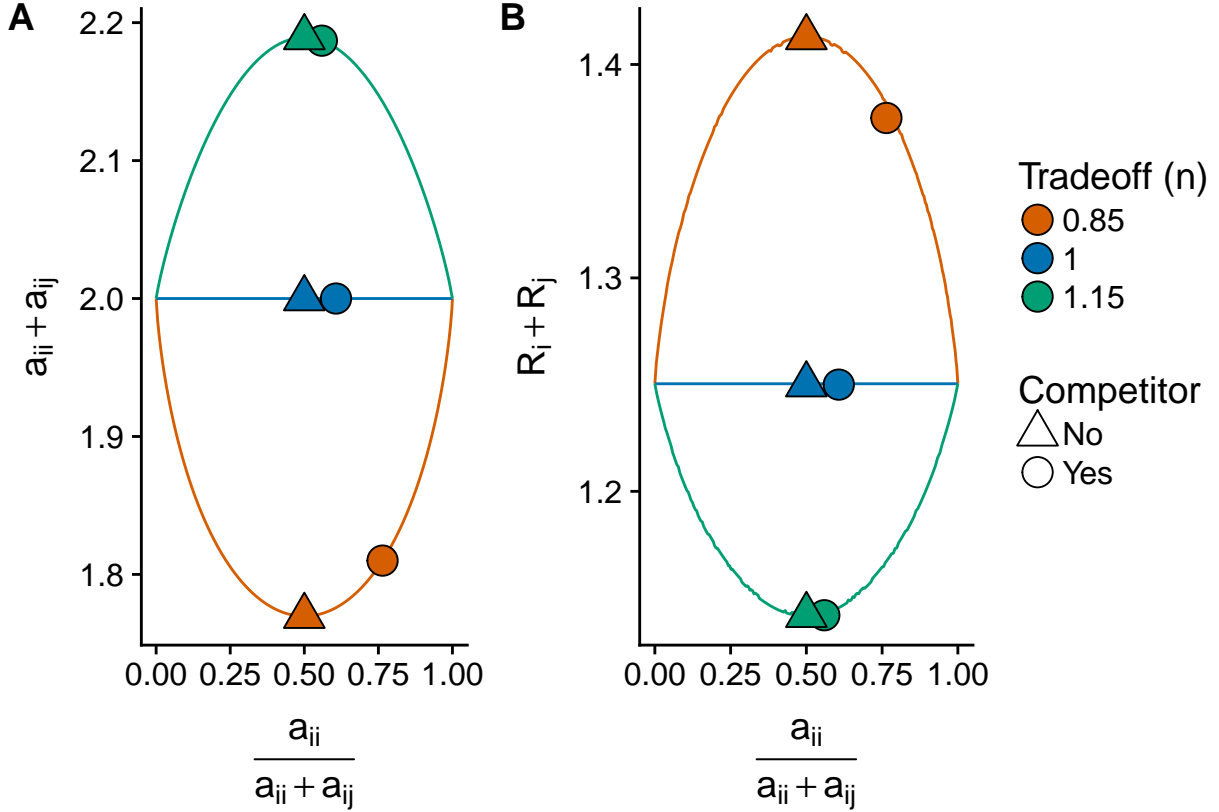 A
2.2
2.1
2.0
1.9
1.8
a_ii + a_ij
0.00 0.25 0.50 0.75 1.00
a_ii
a_ii + a_ij
B
1.4
1.3
1.2
R_i + R_j
0.00 0.25 0.50 0.75 1.00
a_ii
a_ii + a_ij
Tradeoff (n)
0.85
1
1.15
Competitor
No
Yes